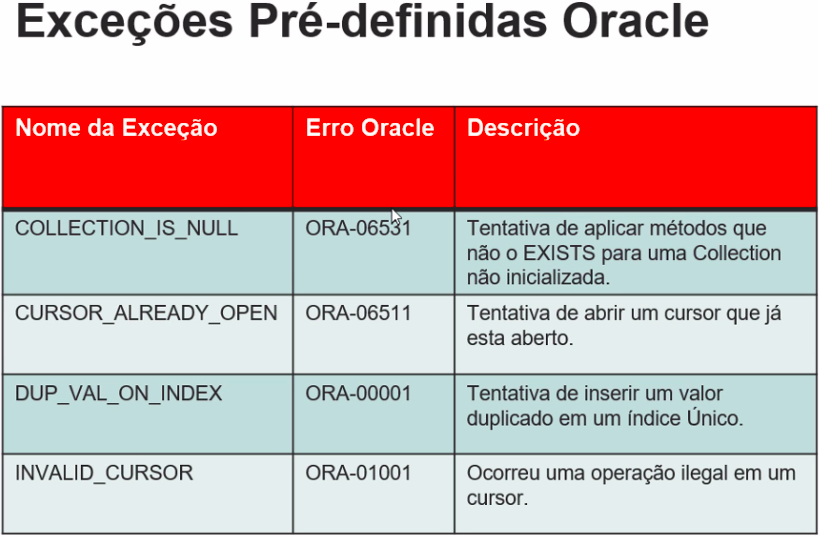 Exceções Pré-definidas Oracle
Nome da Exceção
Erro Oracle
Descrição
COLLECTION_IS_NULL
ORA-06531
Tentativa de aplicar métodos que
não o EXISTS para uma Collection
não inicializada.
CURSOR_ALREADY_OPEN
ORA-06511
Tentativa de abrir um cursor que já
esta aberto.
DUP_VAL_ON_INDEX
ORA-00001
Tentativa de inserir um valor
duplicado em um índice Único.
INVALID_CURSOR
ORA-01001
Ocorreu uma operação ilegal em um
cursor.